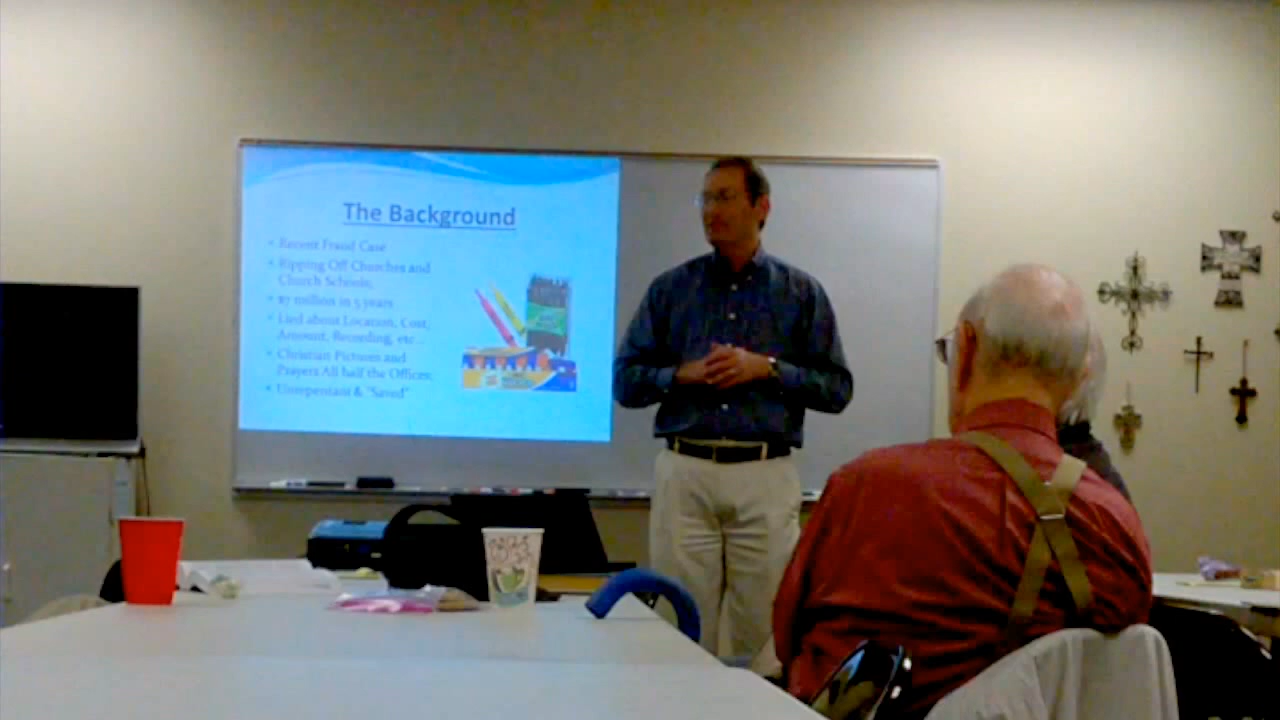 The Background
Recent Fraud Case
Ripping Off Churches and
Church Schools;
$7 million in 5 years
Lied about Location, Cost,
Amount, Recording, etc...
Christian Pictures and
Prayers All half the Offices;
Unrepentant & "Saved"